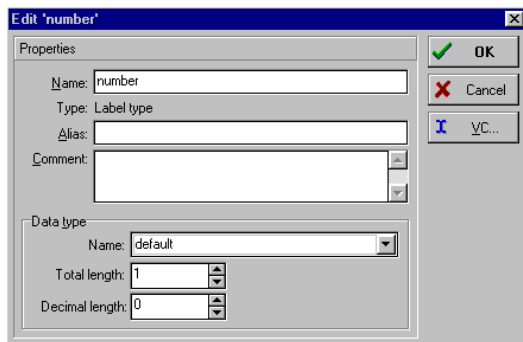 Edit 'number'
Properties
Name: number
Type: Label type
Alias:
Comment:
Data type
Name: default
Total length: 1
Decimal length: 0
OK
Cancel
VC...